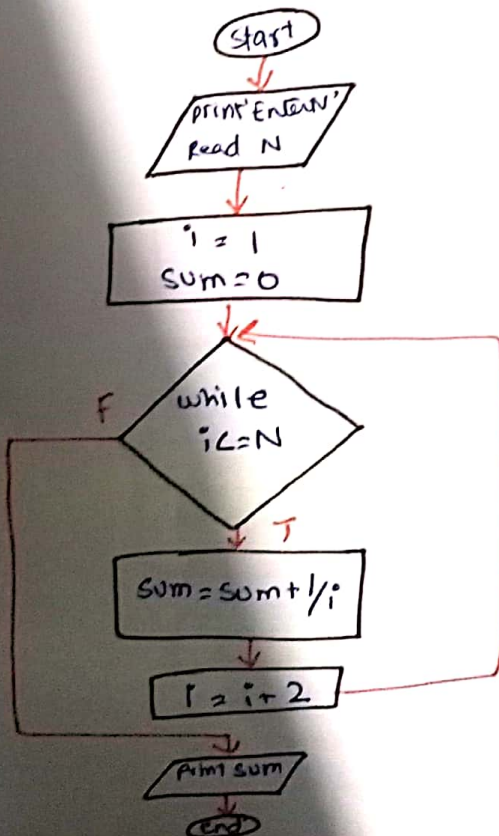 Start
print 'Enter N'
Read N
i = 1
sum = 0
while
i <= N
F
T
sum = sum + 1/i
i = i + 2
print sum
end